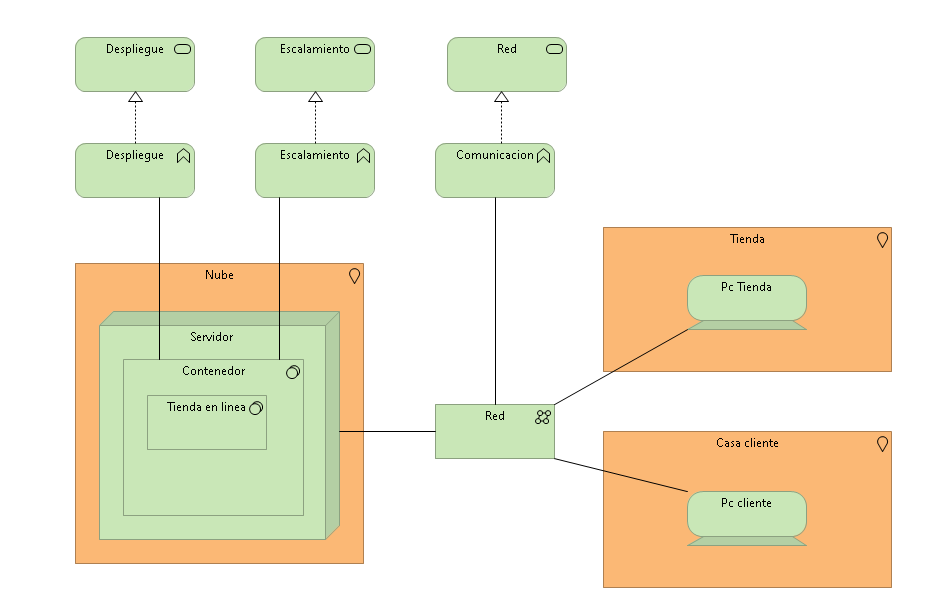 Despliegue
Escalamiento
Red
Despliegue
Escalamiento
Comunicacion
Tienda
Nube
Pc Tienda
Servidor
Contenedor
Tienda en linea
Red
Casa cliente
Pc cliente